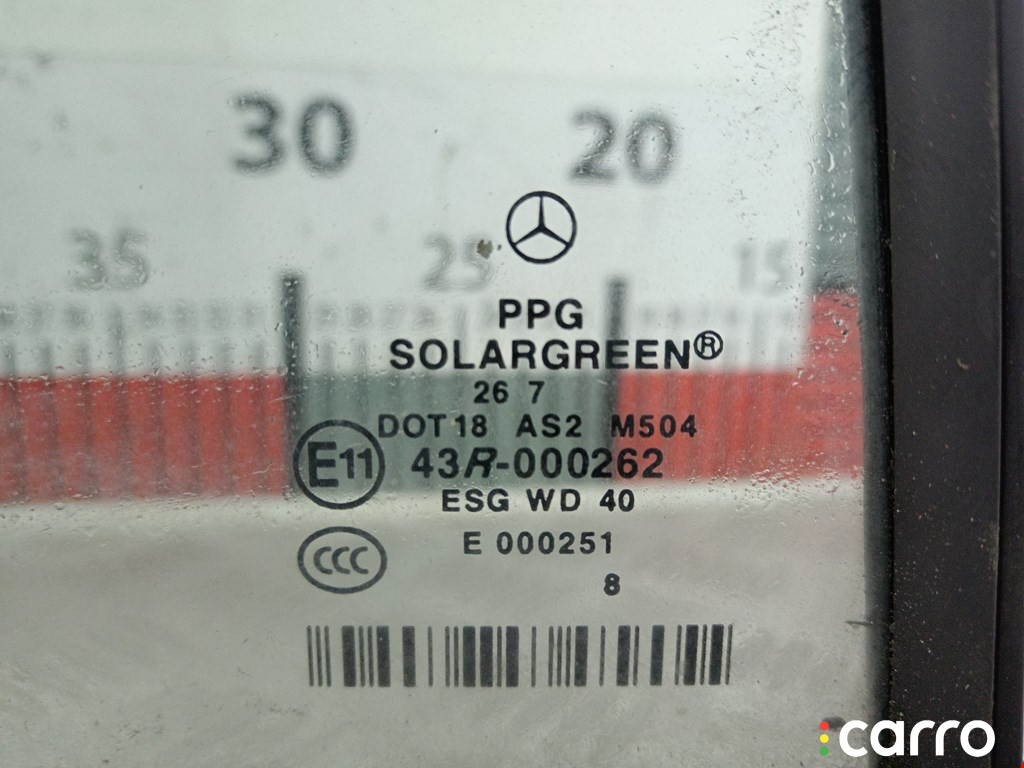 30 20
35 25 15
PPG
SOLARGREEN®
26 7
DOT18 AS2 M504
E11 43R-000262
ESG WD 40
CCC E 000251
8
carro